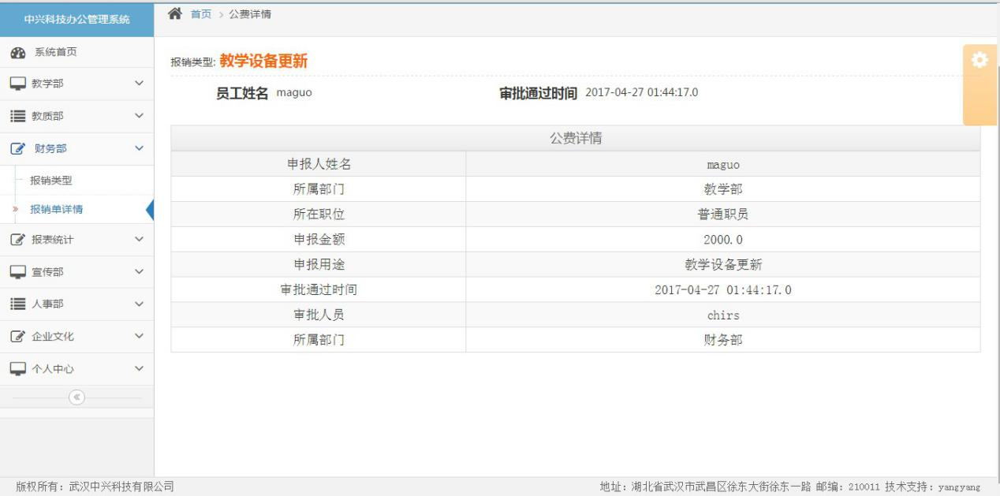 中兴科技办公管理系统
首页 > 公费详情
系统首页
教学部
教质部
财务部
报销类型
» 报销单详情
报表统计
宣传部
人事部
企业文化
个人中心
报销类型: 教学设备更新
员工姓名 maguo 审批通过时间 2017-04-27 01:44:17.0
公费详情
申报人姓名 maguo
所属部门 教学部
所在职位 普通职员
申报金额 2000.0
申报用途 教学设备更新
审批通过时间 2017-04-27 01:44:17.0
审批人员 chirs
所属部门 财务部
版权所有：武汉中兴科技有限公司 地址：湖北省武汉市武昌区徐东大街徐东一路 邮编：210011 技术支持：yangyang